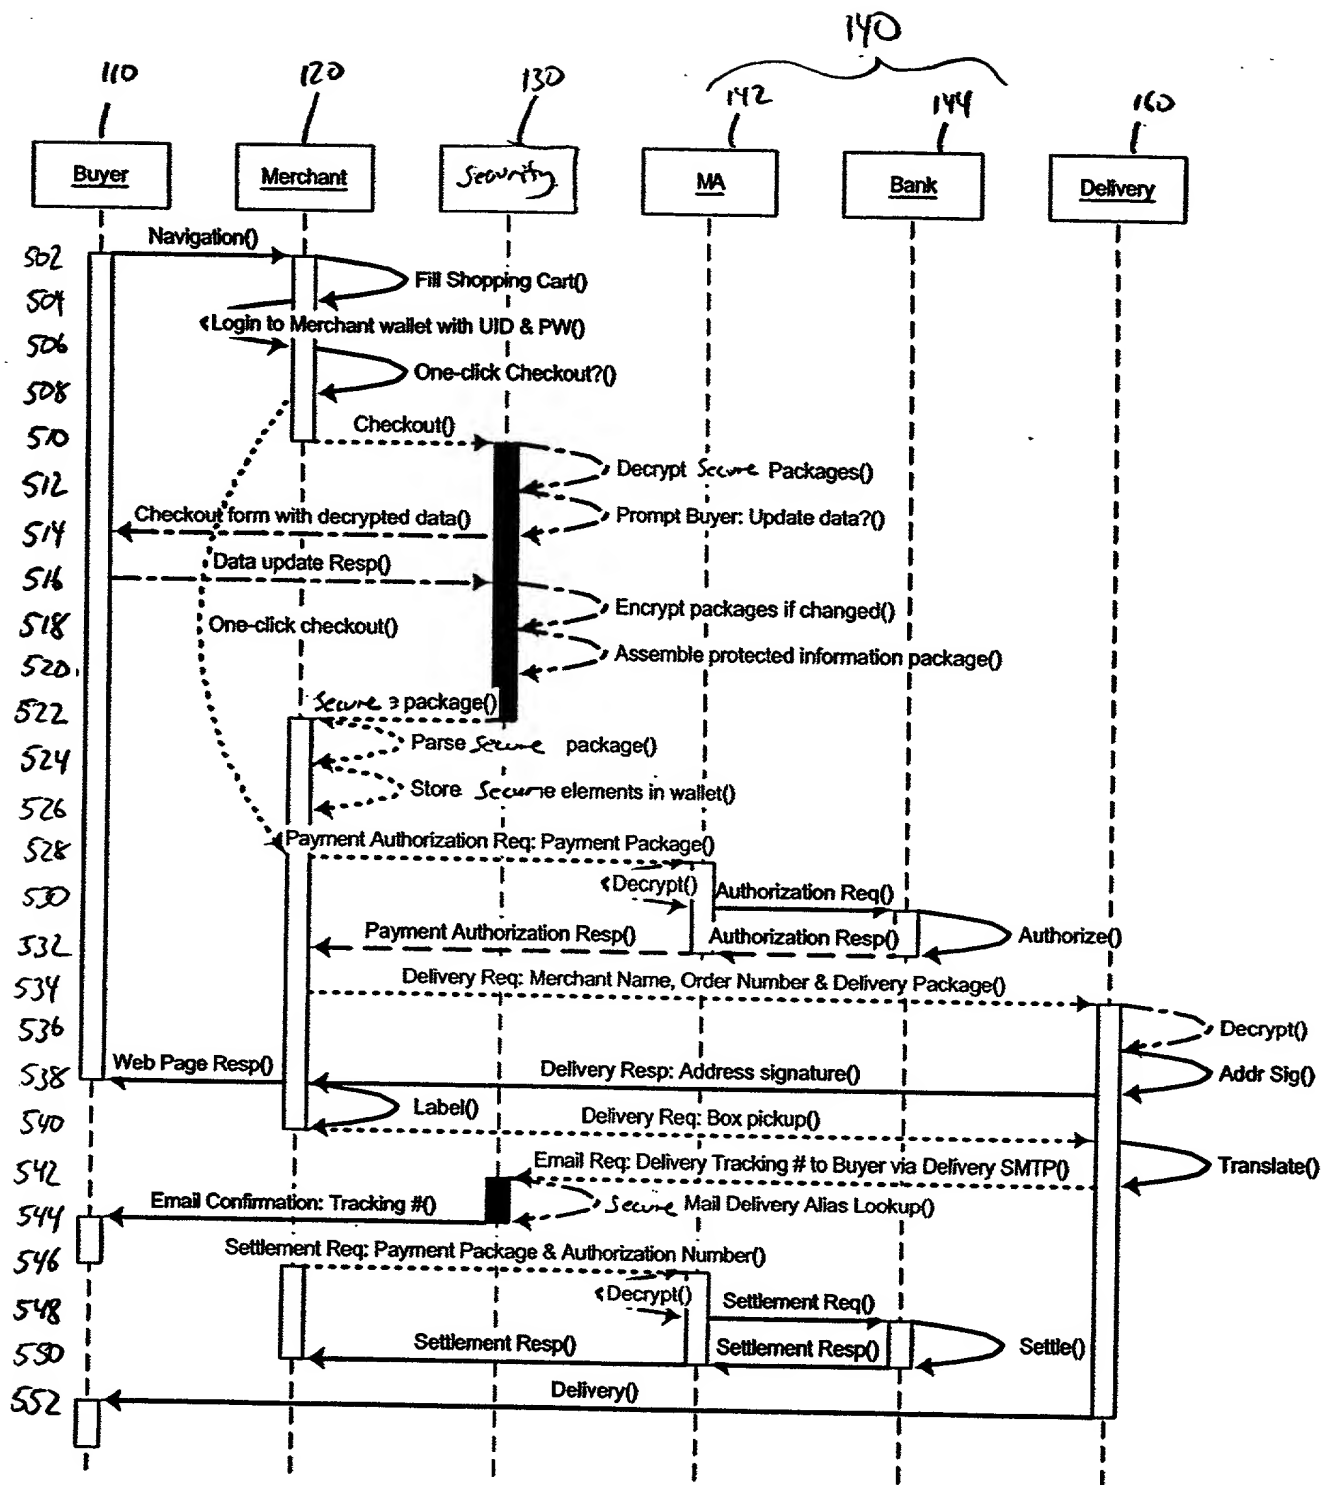 140
110 120 130 142 144 160
Buyer Merchant Security MA Bank Delivery
502 Navigation()
Fill Shopping Cart()
504
Login to Merchant wallet with UID & PW()
506
One-click Checkout?()
508
510 Checkout()
Decrypt Secure Packages()
512
Checkout form with decrypted data() Prompt Buyer: Update data?()
514
Data update Resp()
516
Encrypt packages if changed()
518 One-click checkout()
520. Assemble protected information package()
522 Secure package()
Parse Secure package()
524
Store Secure elements in wallet()
526
528 Payment Authorization Req: Payment Package()
Decrypt() Authorization Req()
530
Payment Authorization Resp() Authorization Resp() Authorize()
532
534 Delivery Req: Merchant Name, Order Number & Delivery Package()
536 Decrypt()
538 Web Page Resp() Delivery Resp: Address signature() Addr Sig()
Label() Delivery Req: Box pickup()
540
542 Email Req: Delivery Tracking # to Buyer via Delivery SMTP() Translate()
544 Email Confirmation: Tracking #() Secure Mail Delivery Alias Lookup()
546 Settlement Req: Payment Package & Authorization Number()
548 Decrypt() Settlement Req()
550 Settlement Resp() Settlement Resp() Settle()
552 Delivery()